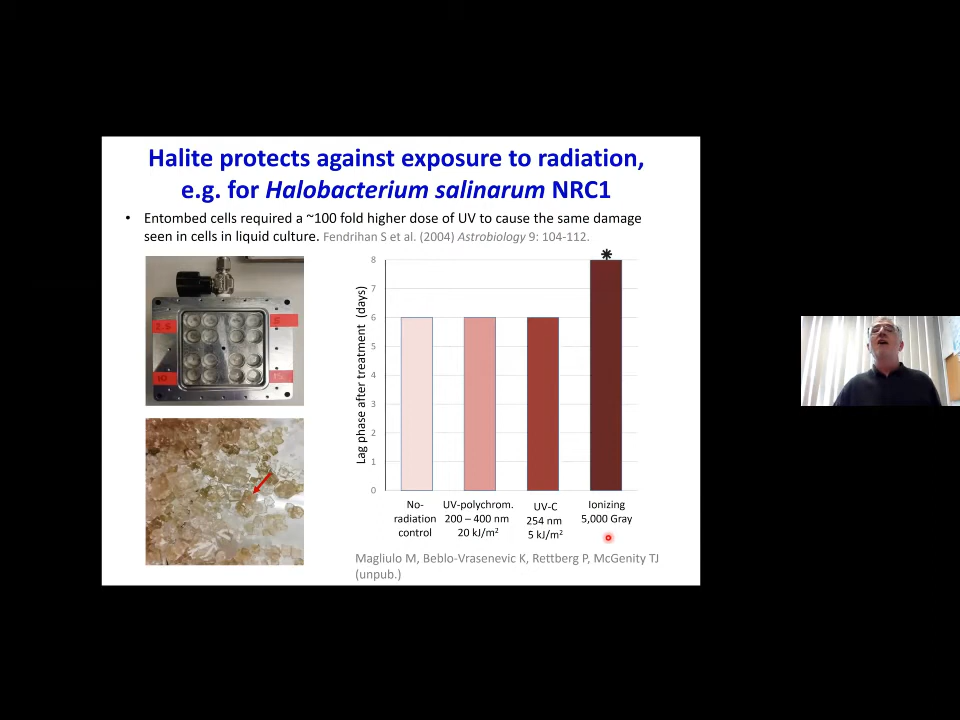 Halite protects against exposure to radiation,
e.g. for Halobacterium salinarum NRC1
• Entombed cells required a ~100 fold higher dose of UV to cause the same damage
seen in cells in liquid culture. Fendrihan S et al. (2004) Astrobiology 9: 104-112.
2.5
5
10
Lag phase after treatment (days)
8
7
6
5
4
3
2
1
0
No-
radiation
control
UV-polychrom.
200 – 400 nm
20 kJ/m²
UV-C
254 nm
5 kJ/m²
Ionizing
5,000 Gray
Magliulo M, Beblo-Vrasenevic K, Rettberg P, McGenity TJ
(unpub.)